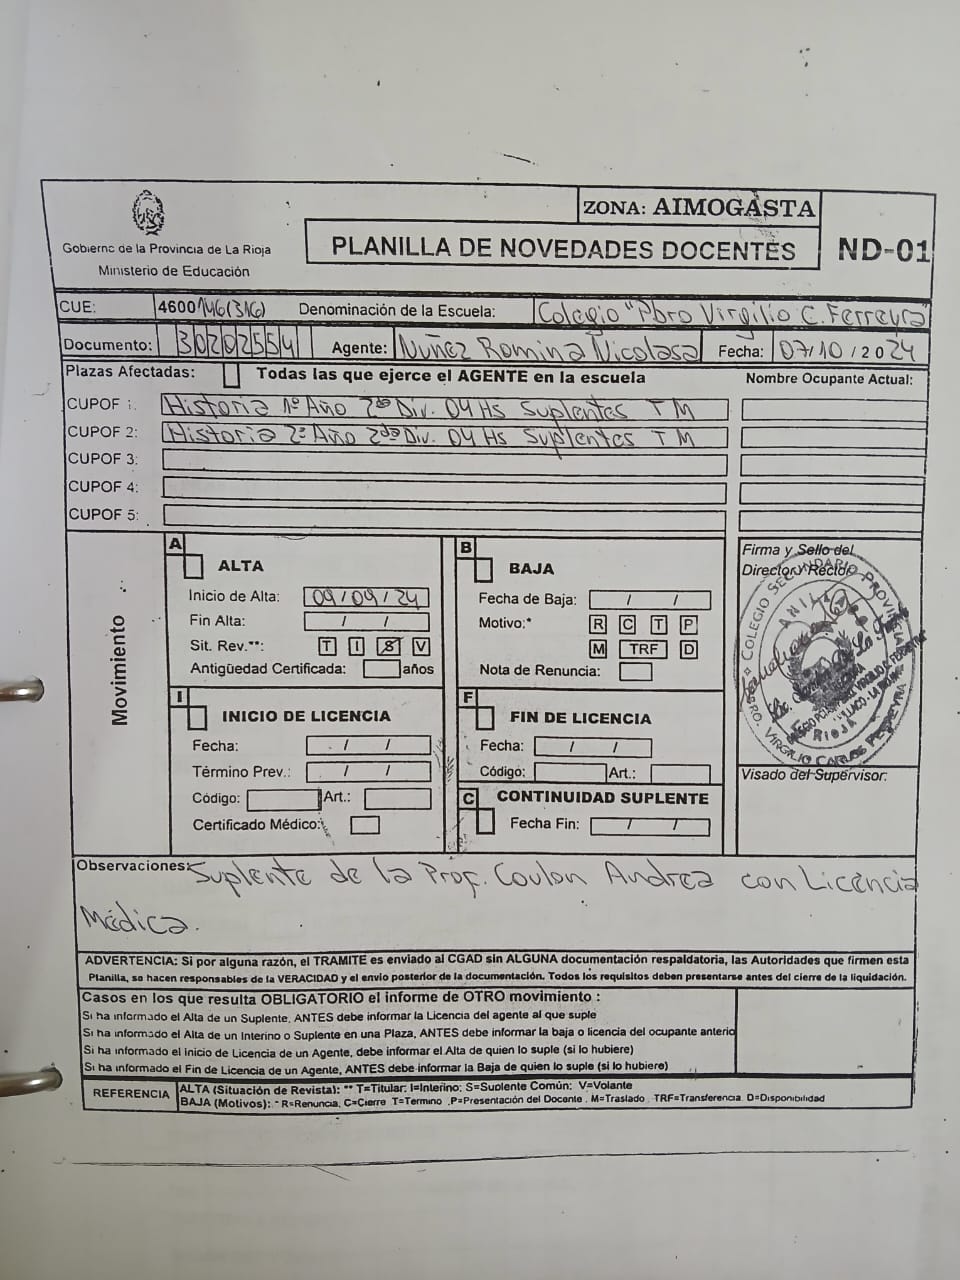 ZONA: AIMOGASTA
Gobierno de la Provincia de La Rioja
Ministerio de Educación
PLANILLA DE NOVEDADES DOCENTES
ND-01
CUE: 4600146(316) Denominación de la Escuela: Colegio "Pbro Virgilio C. Ferreyra"
Documento: 30202554 Agente: Nuñez Romina Nicolasa Fecha: 07/10/2024
Plazas Afectadas: Todas las que ejerce el AGENTE en la escuela Nombre Ocupante Actual:
CUPOF 1: Historia 1º Año 2da Div. 04 Hs Suplentes T M
CUPOF 2: Historia 2º Año 2da Div. 04 Hs Suplentes T M
CUPOF 3:
CUPOF 4:
CUPOF 5:
Movimiento
A
ALTA
Inicio de Alta: 09/09/24
Fin Alta: / /
Sit. Rev.**: T I S V
Antigüedad Certificada: años
B
BAJA
Fecha de Baja: / /
Motivo:* R C T P
M TRF D
Nota de Renuncia:
Firma y Sello del
Director/Rector
COLEGIO SECUNDARIO PROVINCIAL
PBRO. VIRGILIO CARLOS FERREYRA
RIOJA
I
INICIO DE LICENCIA
Fecha: / /
Término Prev.: / /
Código: Art.:
Certificado Médico:
F
FIN DE LICENCIA
Fecha: / /
Código: Art.:
C
CONTINUIDAD SUPLENTE
Fecha Fin: / /
Visado del Supervisor:
Observaciones: Suplente de la Prof. Coulon Andrea con Licencia
Médica.
ADVERTENCIA: Si por alguna razón, el TRAMITE es enviado al CGAD sin ALGUNA documentación respaldatoria, las Autoridades que firmen esta
Planilla, se hacen responsables de la VERACIDAD y el envio posterior de la documentación. Todos los requisitos deben presentarse antes del cierre de la liquidación.
Casos en los que resulta OBLIGATORIO el informe de OTRO movimiento :
Si ha informado el Alta de un Suplente, ANTES debe informar la Licencia del agente al que suple
Si ha informado el Alta de un Interino o Suplente en una Plaza, ANTES debe informar la baja o licencia del ocupante anterio
Si ha informado el inicio de Licencia de un Agente, debe informar el Alta de quien lo suple (si lo hubiere)
Si ha informado el Fin de Licencia de un Agente, ANTES debe informar la Baja de quien lo suple (si lo hubiere)
REFERENCIA
ALTA (Situación de Revista): ** T=Titular: I=Interino; S=Suplente Común: V=Volante
BAJA (Motivos): * R=Renuncia, C=Cierre T=Termino ,P=Presentación del Docente , M=Traslado TRF=Transferencia. D=Disponibilidad